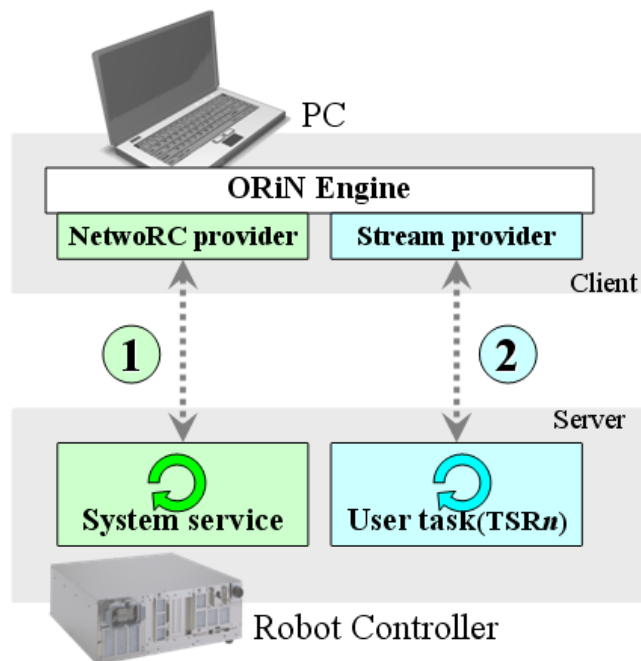 PC
ORiN Engine
NetwoRC provider
Stream provider
Client
1
2
Server
System service
User task(TSRn)
Robot Controller